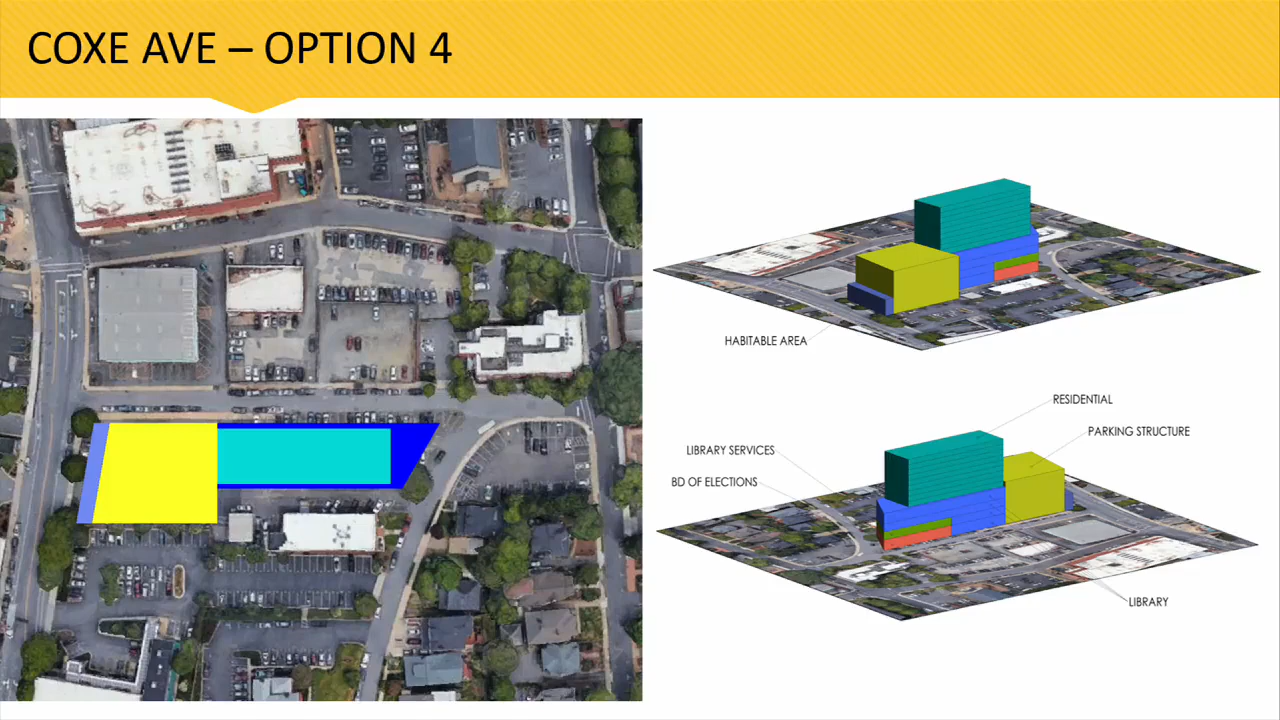 COXE AVE – OPTION 4
HABITABLE AREA
RESIDENTIAL
PARKING STRUCTURE
LIBRARY SERVICES
BD OF ELECTIONS
LIBRARY